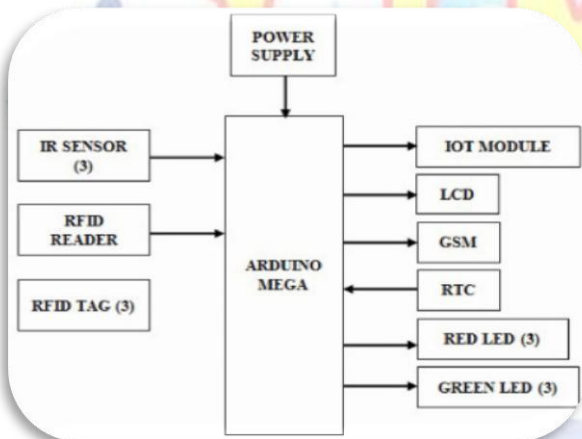 POWER
SUPPLY
IR SENSOR
(3)
RFID
READER
RFID TAG (3)
ARDUINO
MEGA
IOT MODULE
LCD
GSM
RTC
RED LED (3)
GREEN LED (3)